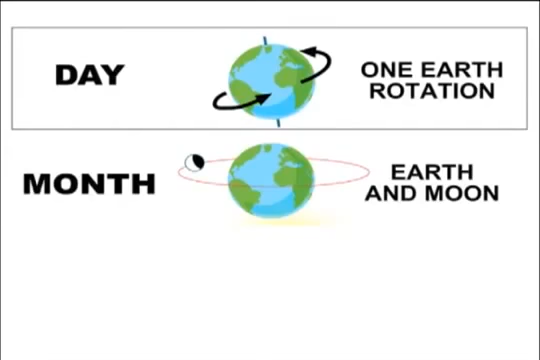 DAY
ONE EARTH
ROTATION
MONTH
EARTH
AND MOON